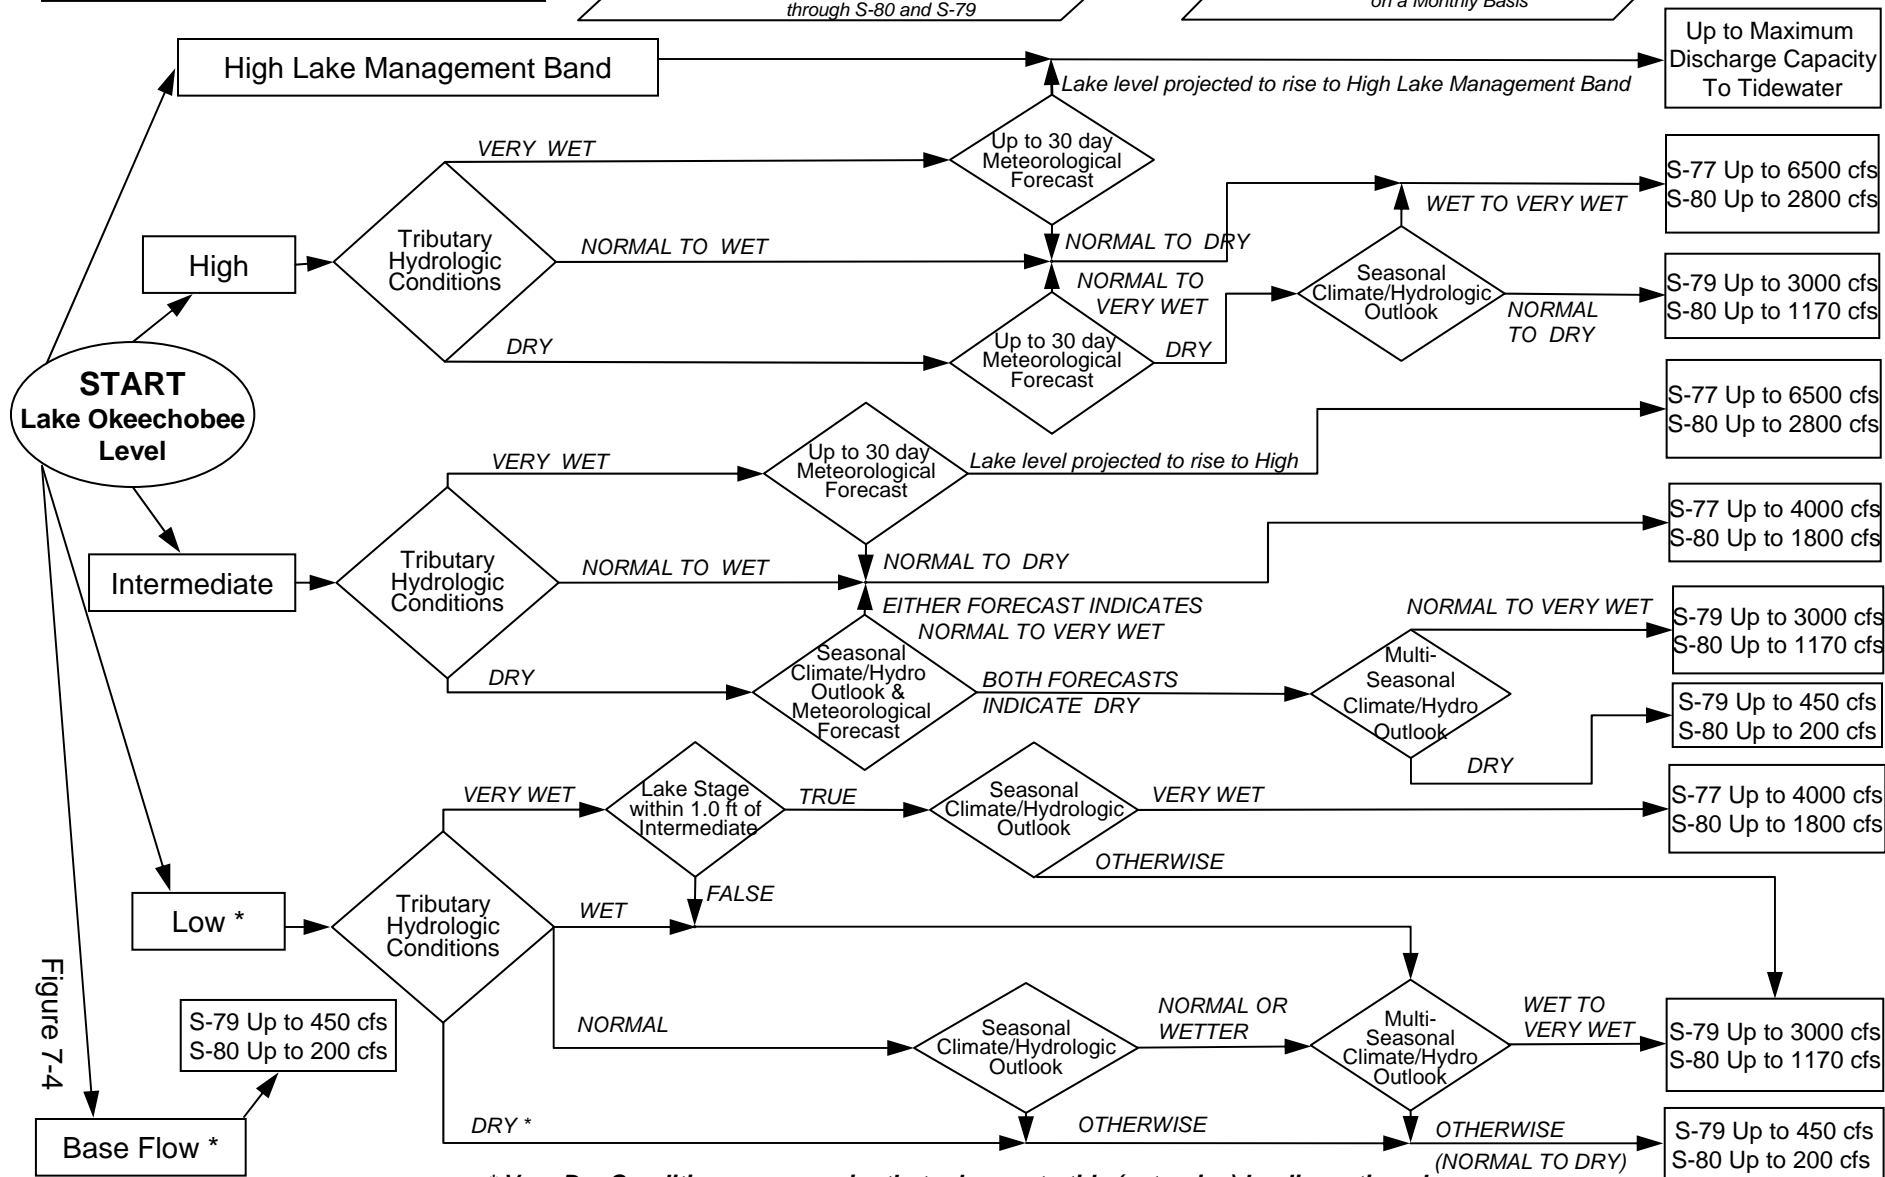 through S-80 and S-79
on a Monthly Basis
High Lake Management Band
Lake level projected to rise to High Lake Management Band
Up to Maximum
Discharge Capacity
To Tidewater
VERY WET
Up to 30 day
Meteorological
Forecast
S-77 Up to 6500 cfs
S-80 Up to 2800 cfs
WET TO VERY WET
High
Tributary
Hydrologic
Conditions
NORMAL TO WET
NORMAL TO DRY
NORMAL TO
VERY WET
Seasonal
Climate/Hydrologic
Outlook
NORMAL
TO DRY
S-79 Up to 3000 cfs
S-80 Up to 1170 cfs
DRY
Up to 30 day
Meteorological
Forecast
DRY
START
Lake Okeechobee
Level
S-77 Up to 6500 cfs
S-80 Up to 2800 cfs
VERY WET
Up to 30 day
Meteorological
Forecast
Lake level projected to rise to High
S-77 Up to 4000 cfs
S-80 Up to 1800 cfs
Intermediate
Tributary
Hydrologic
Conditions
NORMAL TO WET
NORMAL TO DRY
EITHER FORECAST INDICATES
NORMAL TO VERY WET
NORMAL TO VERY WET
S-79 Up to 3000 cfs
S-80 Up to 1170 cfs
DRY
Seasonal
Climate/Hydro
Outlook &
Meteorological
Forecast
BOTH FORECASTS
INDICATE DRY
Multi-
Seasonal
Climate/Hydro
Outlook
DRY
S-79 Up to 450 cfs
S-80 Up to 200 cfs
VERY WET
Lake Stage
within 1.0 ft of
Intermediate
TRUE
Seasonal
Climate/Hydrologic
Outlook
VERY WET
S-77 Up to 4000 cfs
S-80 Up to 1800 cfs
OTHERWISE
FALSE
Low *
Tributary
Hydrologic
Conditions
WET
NORMAL
Seasonal
Climate/Hydrologic
Outlook
NORMAL OR
WETTER
Multi-
Seasonal
Climate/Hydro
Outlook
WET TO
VERY WET
S-79 Up to 3000 cfs
S-80 Up to 1170 cfs
Figure 7-4
S-79 Up to 450 cfs
S-80 Up to 200 cfs
Base Flow *
DRY *
OTHERWISE
OTHERWISE
(NORMAL TO DRY)
S-79 Up to 450 cfs
S-80 Up to 200 cfs